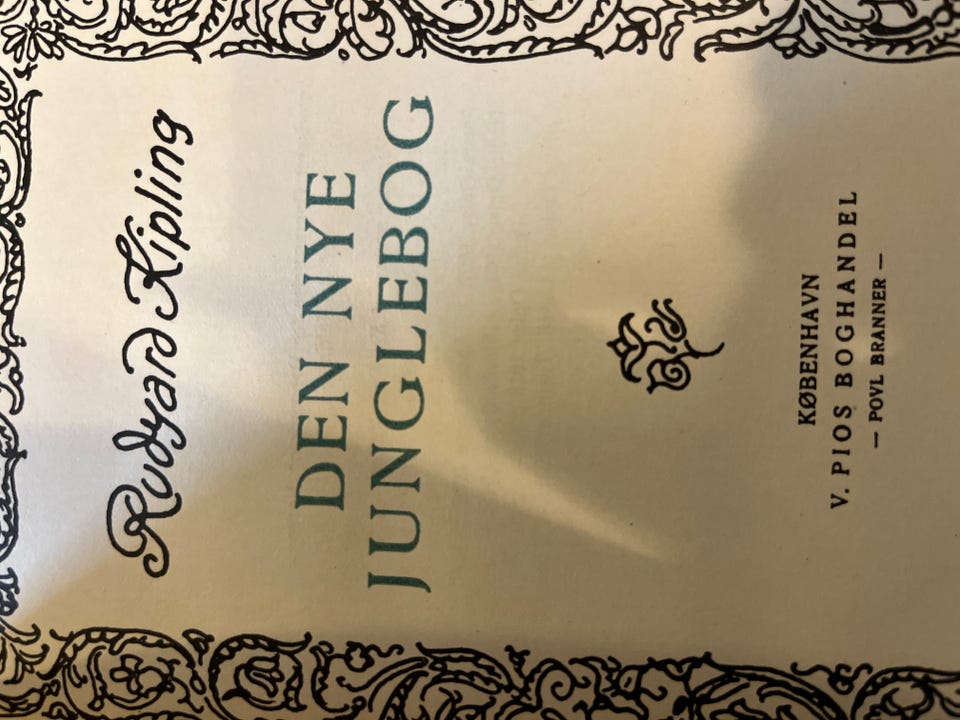 Rudyard Kipling
DEN NYE
JUNGLEBOG
KØBENHAVN
V. PIOS BOGHANDEL
— POVL BRANNER —